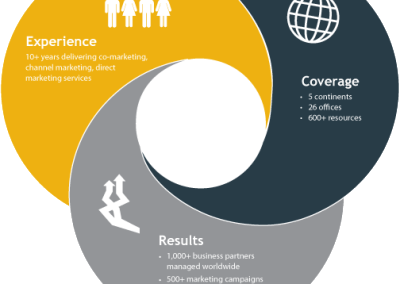 Experience
10+ years delivering co-marketing,
channel marketing, direct
marketing services
Coverage
• 5 continents
• 26 offices
• 600+ resources
Results
• 1,000+ business partners
managed worldwide
• 500+ marketing campaigns